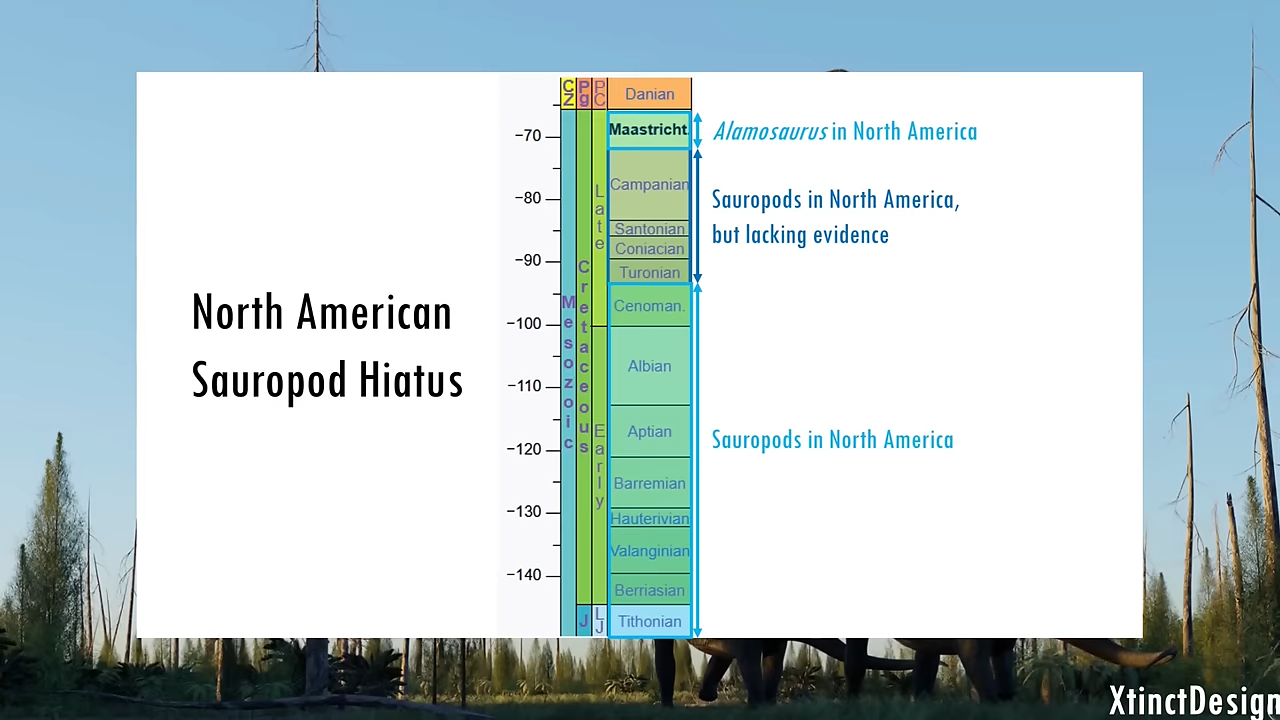 North American
Sauropod Hiatus
CZ
Pg
PC
Danian
Maastricht.
Campanian
Santonian
Coniacian
Turonian
Cenoman.
Albian
Aptian
Barremian
Hauterivian
Valanginian
Berriasian
Tithonian
Mesozoic
Cretaceous
Late
Early
J
LJ
−70
−80
−90
−100
−110
−120
−130
−140
Alamosaurus in North America
Sauropods in North America,
but lacking evidence
Sauropods in North America
XtinctDesign